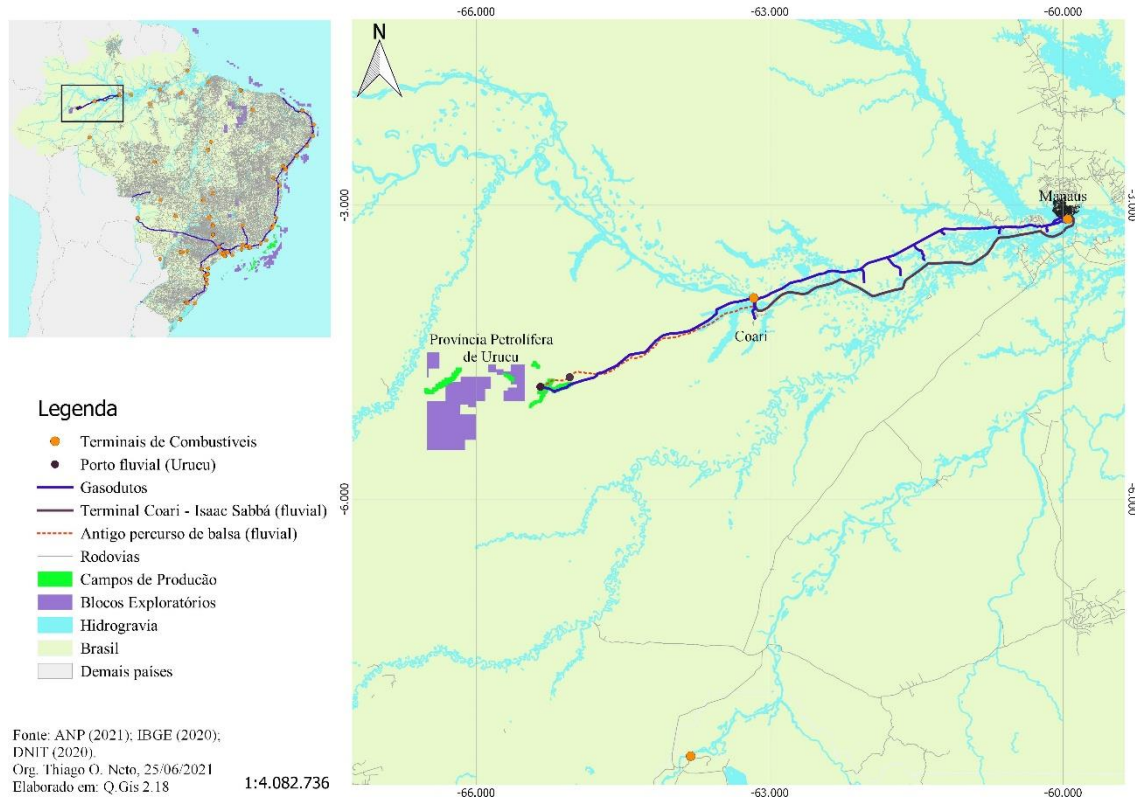 -66.000
-63.000
-60.000
N
-3.000
-3.000
Manaus
Coari
Província Petrolífera
de Urucu
-6.000
-6.000
-66.000
-63.000
-60.000
Legenda
Terminais de Combustíveis
Porto fluvial (Urucu)
Gasodutos
Terminal Coari - Isaac Sabbá (fluvial)
Antigo percurso de balsa (fluvial)
Rodovias
Campos de Producão
Blocos Exploratórios
Hidrogravia
Brasil
Demais países
Fonte: ANP (2021); IBGE (2020);
DNIT (2020).
Org. Thiago O. Neto, 25/06/2021
Elaborado em: Q.Gis 2.18
1:4.082.736